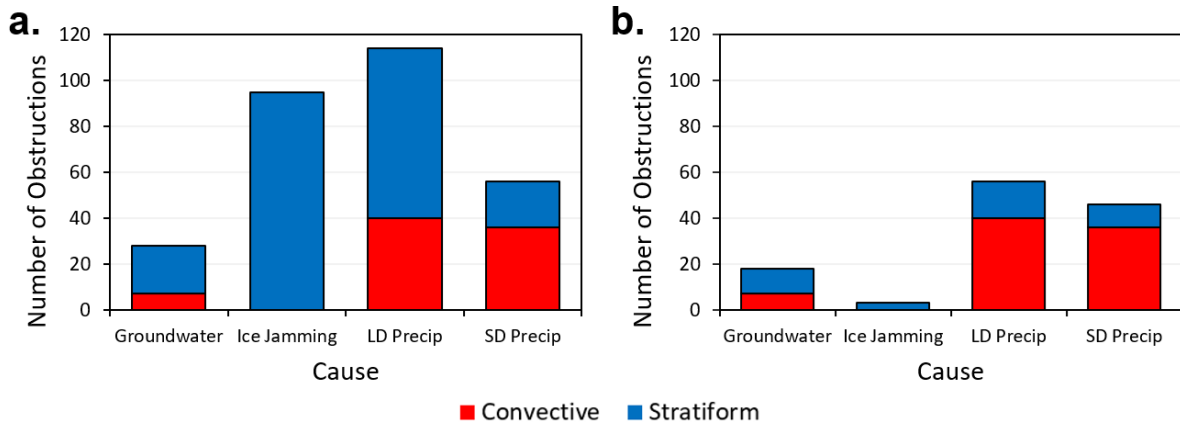 a.
Number of Obstructions
120
100
80
60
40
20
0
Groundwater Ice Jamming LD Precip SD Precip
Cause
b.
Number of Obstructions
120
100
80
60
40
20
0
Groundwater Ice Jamming LD Precip SD Precip
Cause
Convective Stratiform